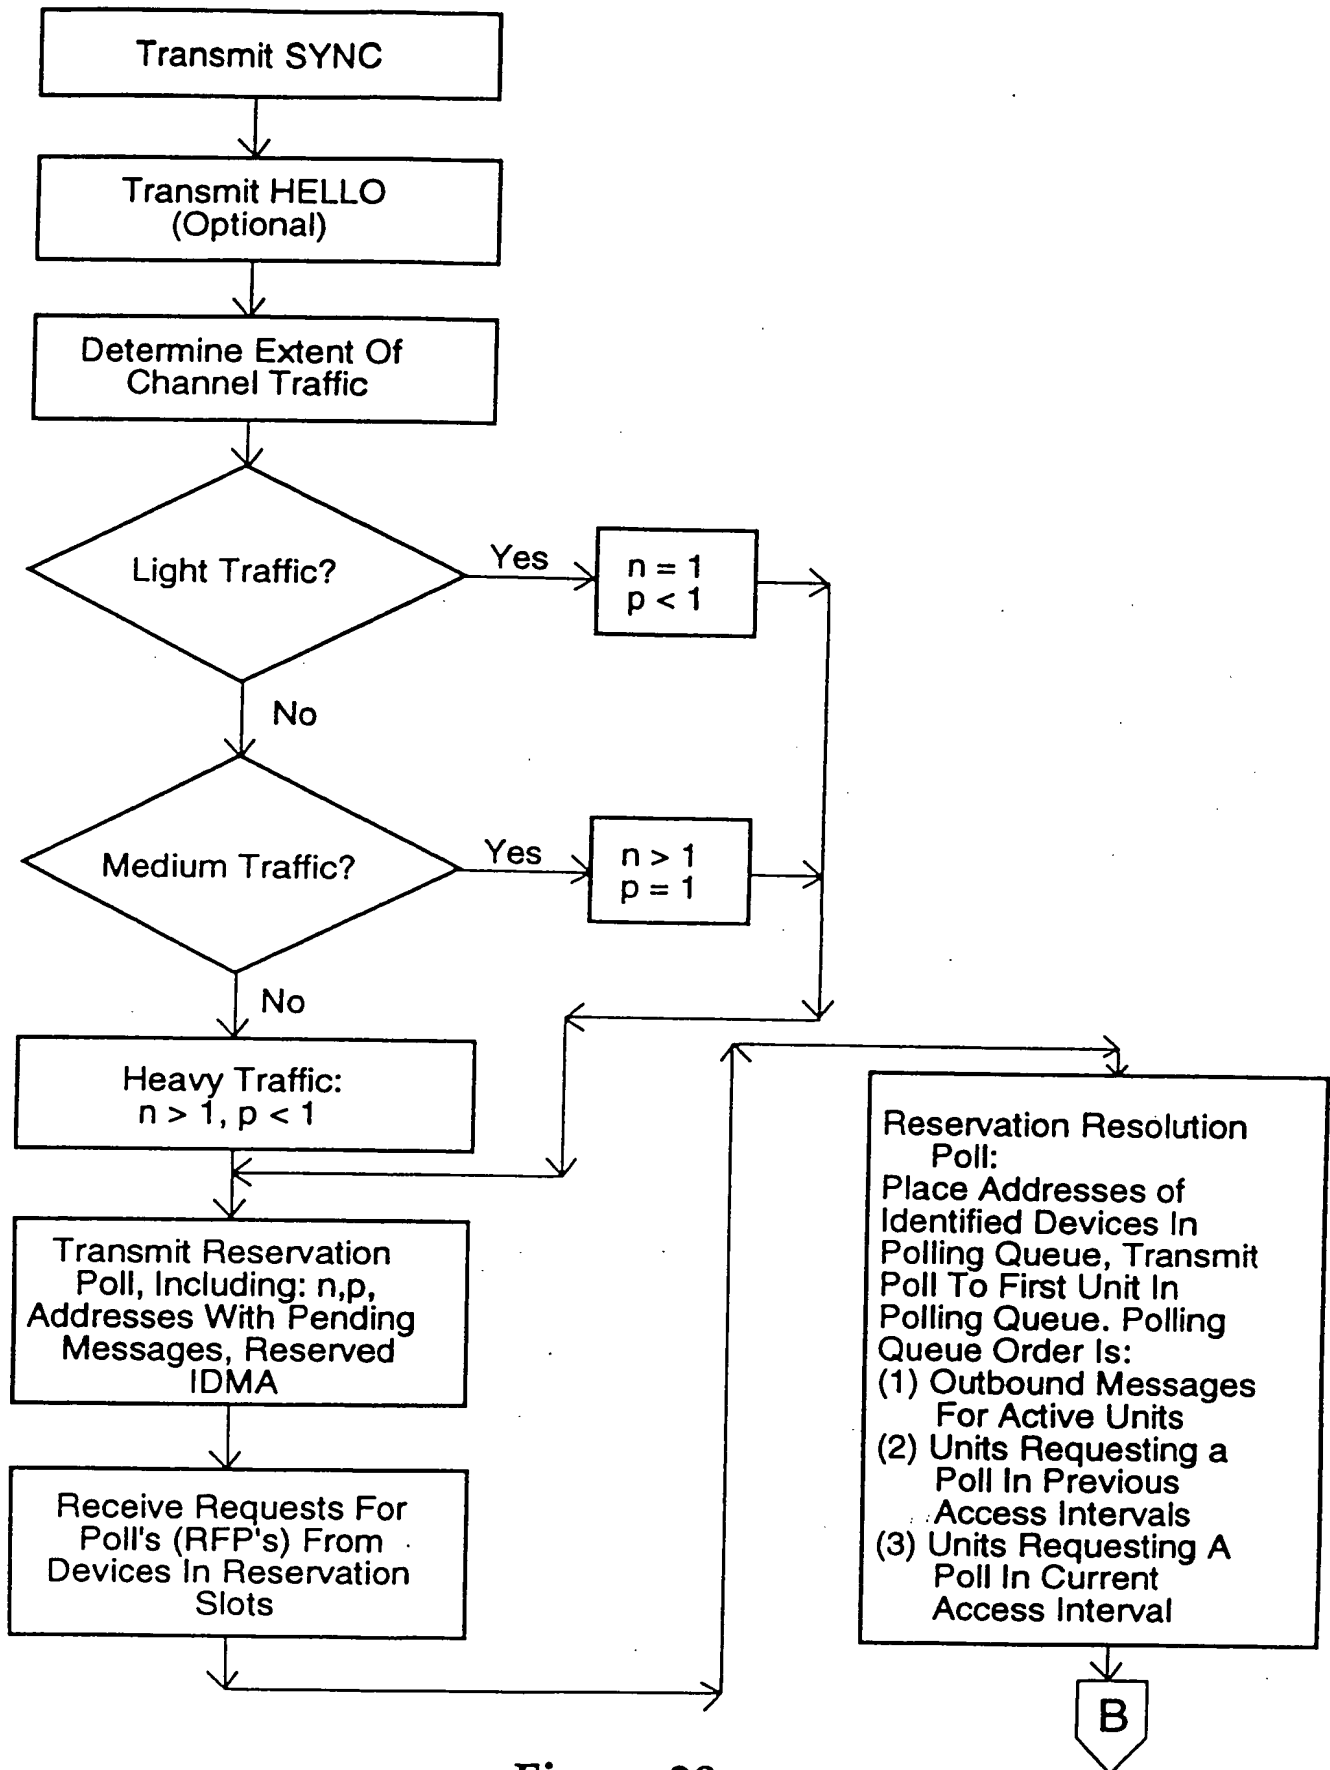 Transmit SYNC
Transmit HELLO
(Optional)
Determine Extent Of
Channel Traffic
Light Traffic?
Yes
n = 1
p < 1
No
Medium Traffic?
Yes
n > 1
p = 1
No
Heavy Traffic:
n > 1, p < 1
Transmit Reservation
Poll, Including: n,p,
Addresses With Pending
Messages, Reserved
IDMA
Receive Requests For
Poll's (RFP's) From
Devices In Reservation
Slots
Reservation Resolution
Poll:
Place Addresses of
Identified Devices In
Polling Queue, Transmit
Poll To First Unit In
Polling Queue. Polling
Queue Order Is:
(1) Outbound Messages
For Active Units
(2) Units Requesting a
Poll In Previous
Access Intervals
(3) Units Requesting A
Poll In Current
Access Interval
B